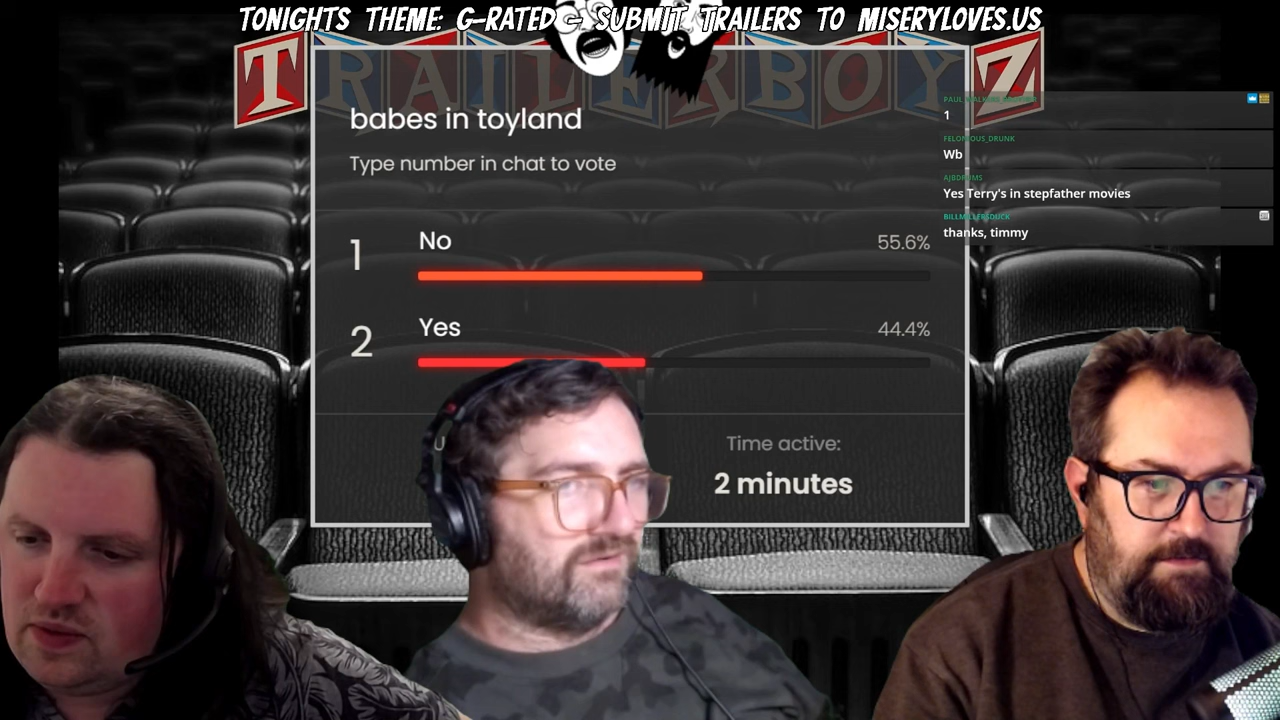 TONIGHTS THEME: G-RATED - SUBMIT TRAILERS TO MISERYLOVES.US
TRAILERBOYZ
babes in toyland
Type number in chat to vote
1 No 55.6%
2 Yes 44.4%
Time active:
2 minutes
1
FELONIOUS_DRUNK
Wb
AJBDRUMS
Yes Terry's in stepfather movies
BILLMILLERSDUCK
thanks, timmy